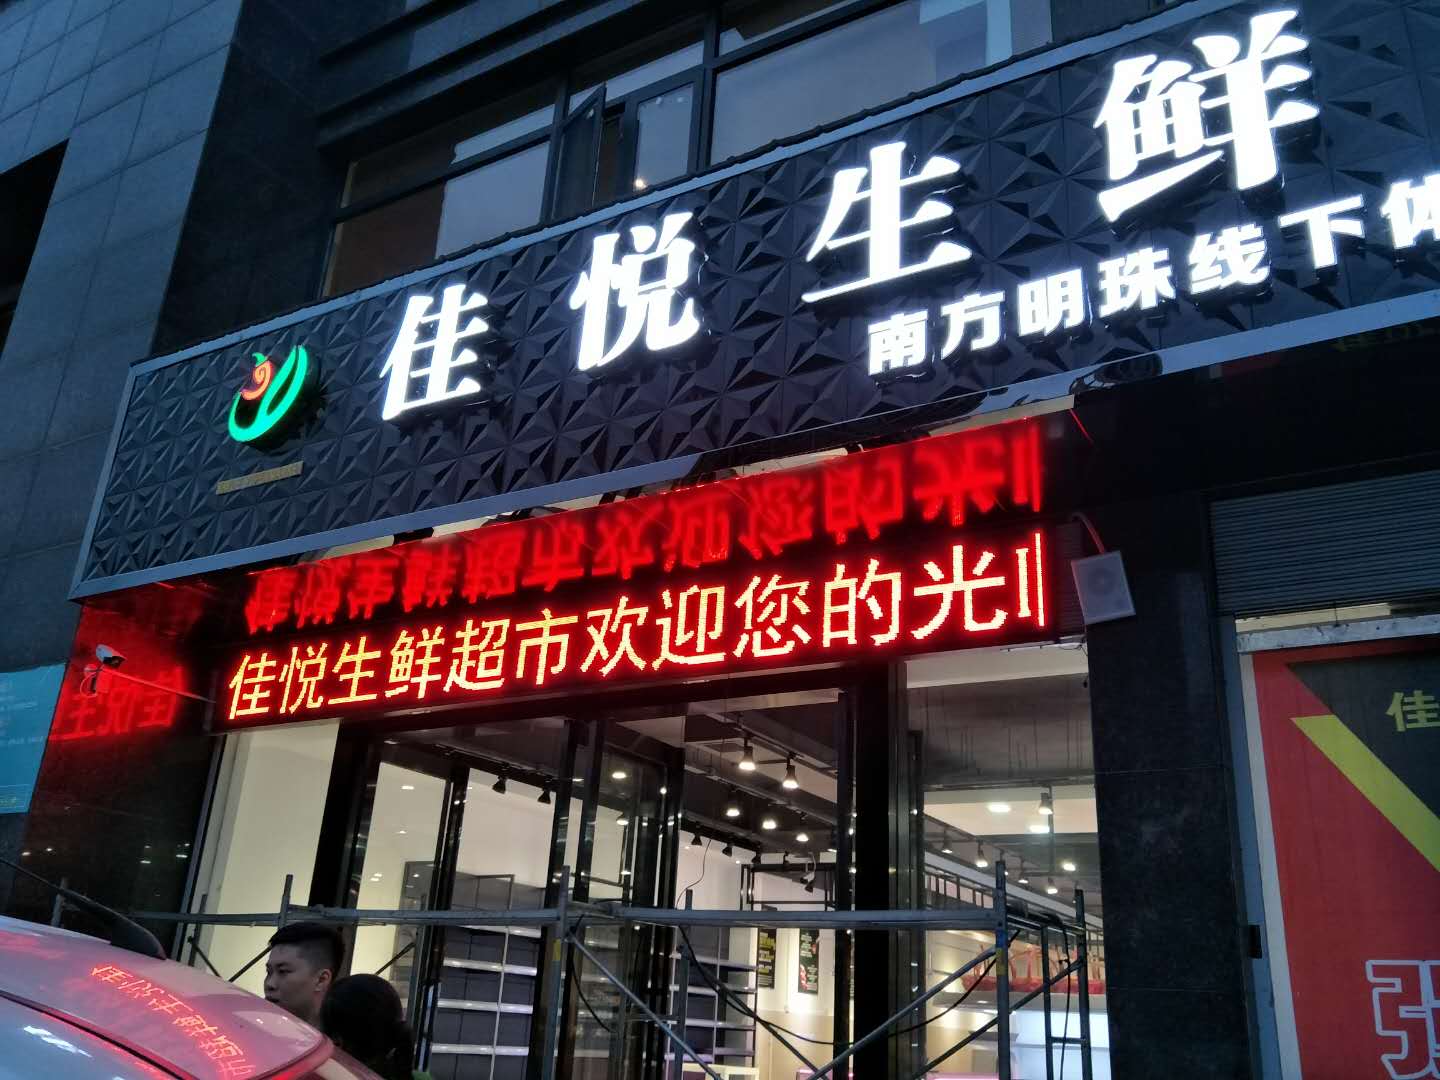 佳悦生鲜
南方明珠线下体
佳悦生鲜超市欢迎您的光
佳